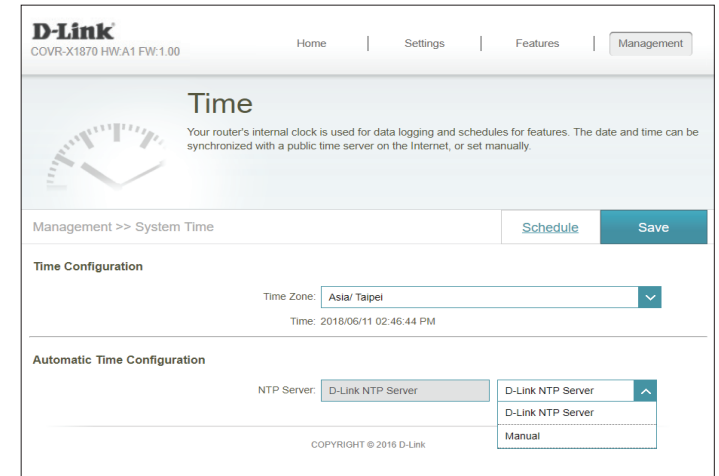 D-Link
COVR-X1870 HW:A1 FW:1.00
Home | Settings | Features | Management
Time
Your router's internal clock is used for data logging and schedules for features. The date and time can be
synchronized with a public time server on the Internet, or set manually.
Management >> System Time
Schedule
Save
Time Configuration
Time Zone: Asia/ Taipei
Time: 2018/06/11 02:46:44 PM
Automatic Time Configuration
NTP Server: D-Link NTP Server D-Link NTP Server
D-Link NTP Server
Manual
COPYRIGHT © 2016 D-Link